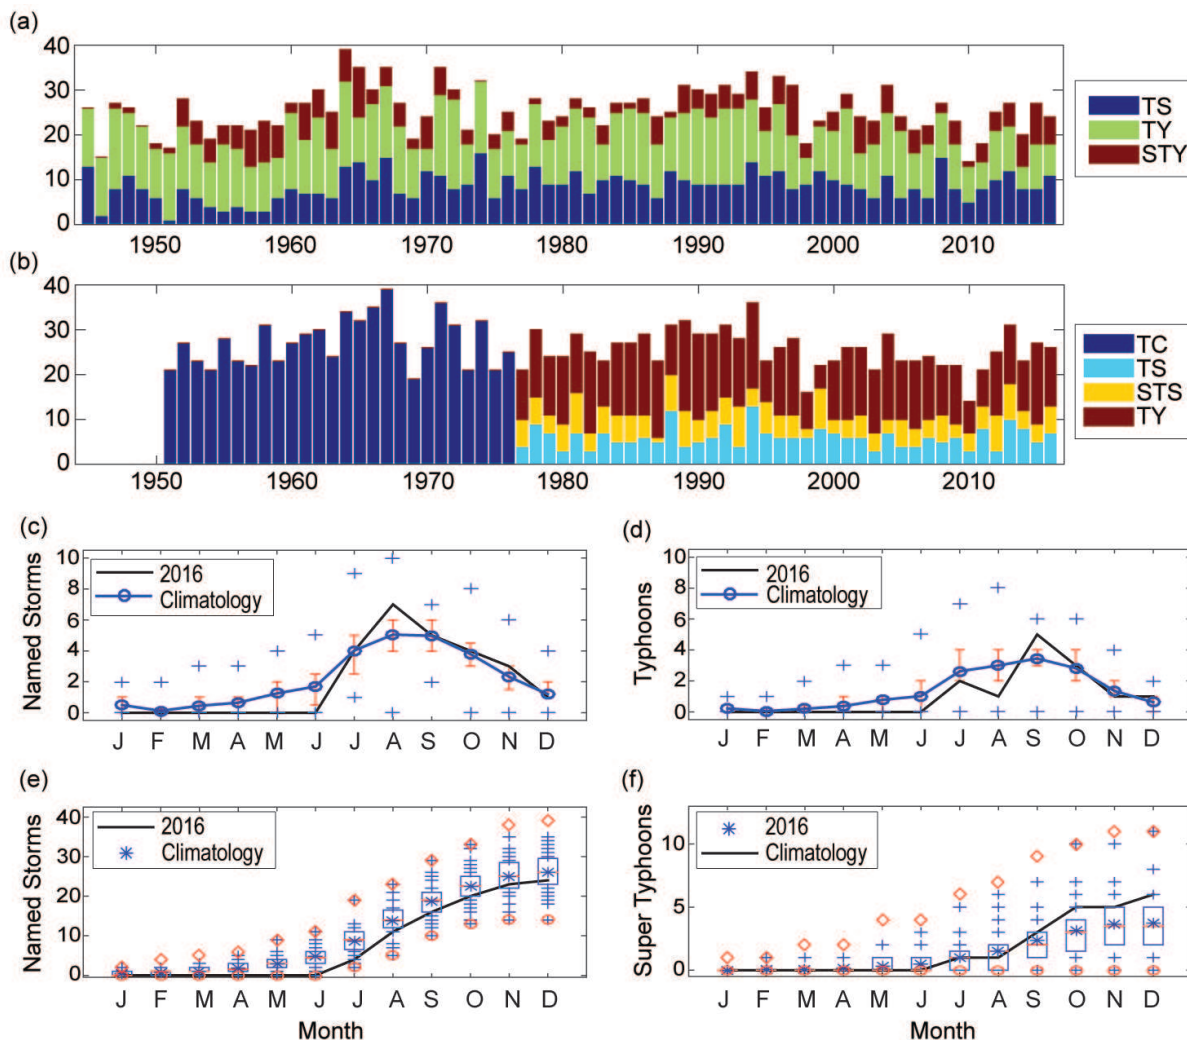 (a)
40
30
20
10
0
1950 1960 1970 1980 1990 2000 2010
TS
TY
STY
(b)
40
30
20
10
0
1950 1960 1970 1980 1990 2000 2010
TC
TS
STS
TY
(c)
Named Storms
10
8
6
4
2
0
2016
Climatology
J F M A M J J A S O N D
(d)
Typhoons
10
8
6
4
2
0
2016
Climatology
J F M A M J J A S O N D
(e)
Named Storms
40
30
20
10
0
2016
Climatology
J F M A M J J A S O N D
Month
(f)
Super Typhoons
10
5
0
2016
Climatology
J F M A M J J A S O N D
Month